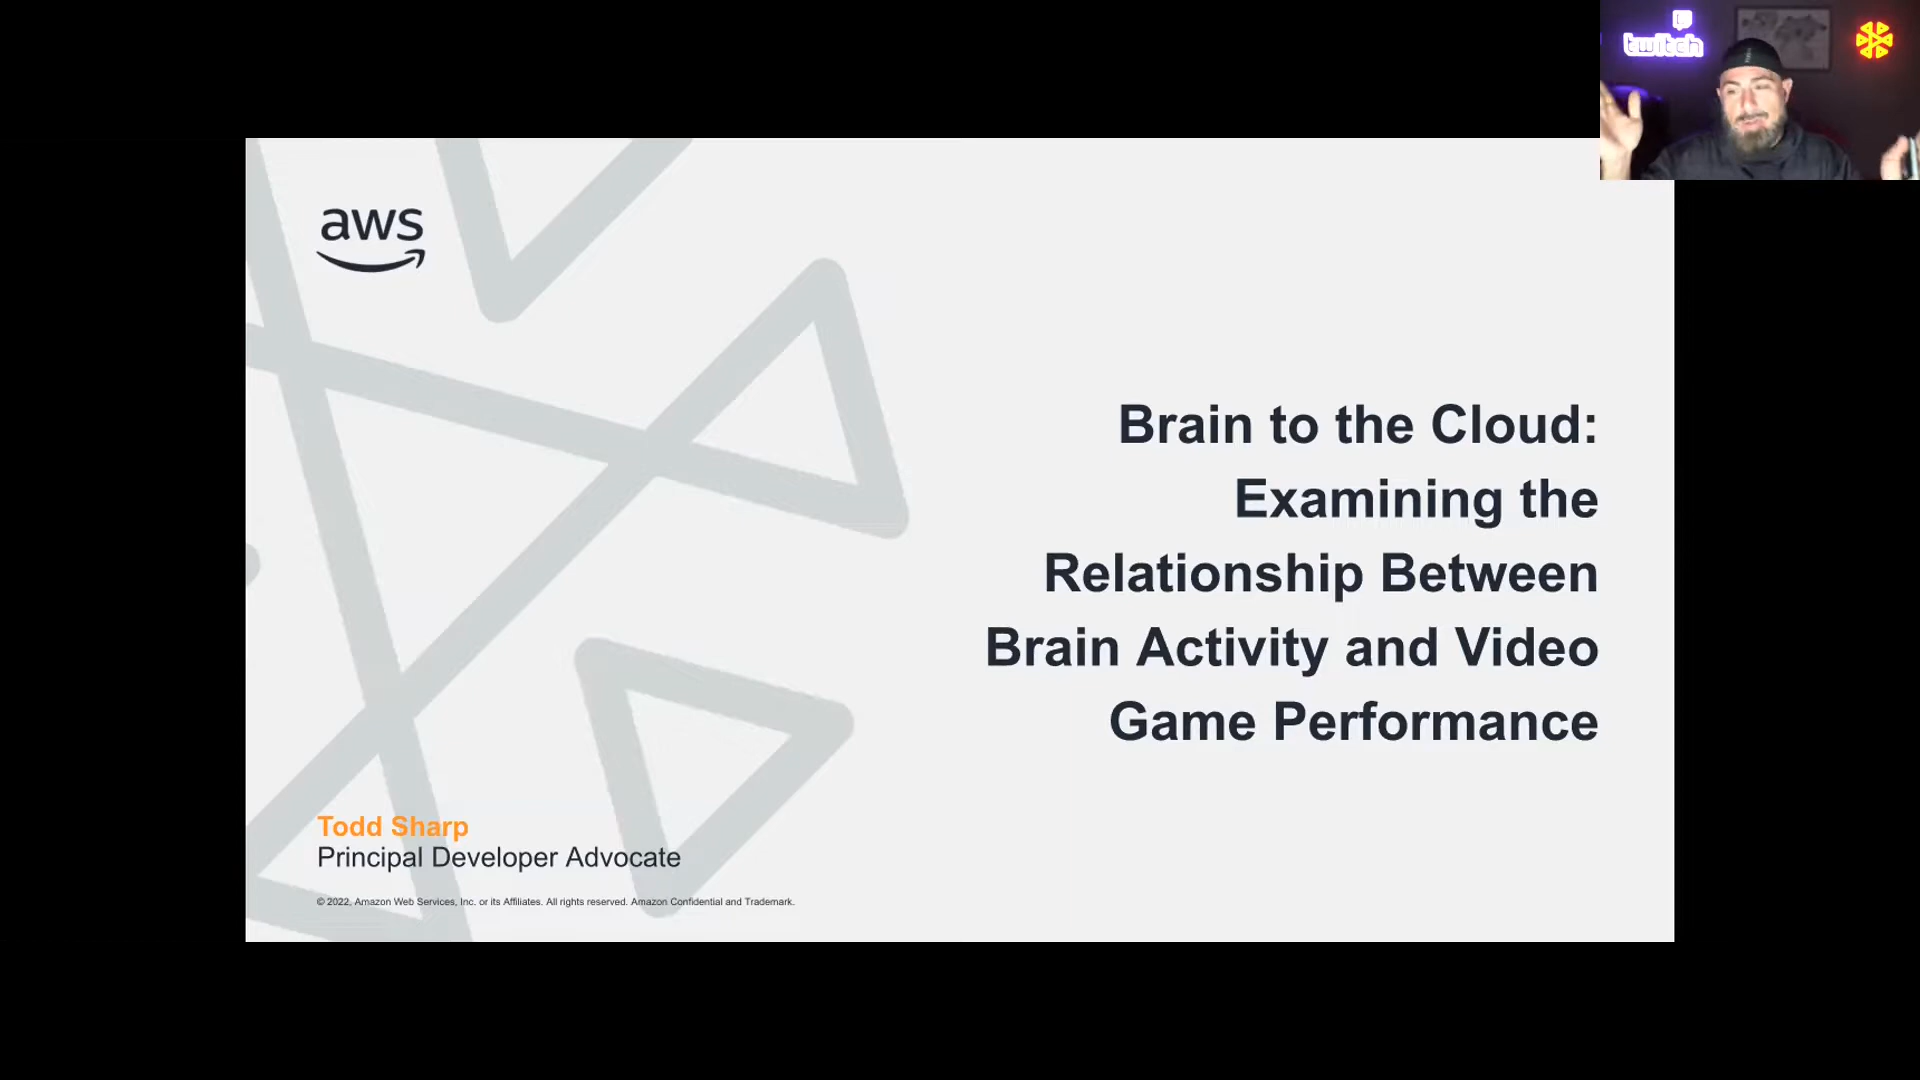 twitch
aws
Brain to the Cloud:
Examining the
Relationship Between
Brain Activity and Video
Game Performance
Todd Sharp
Principal Developer Advocate
© 2022, Amazon Web Services, Inc. or its Affiliates. All rights reserved. Amazon Confidential and Trademark.